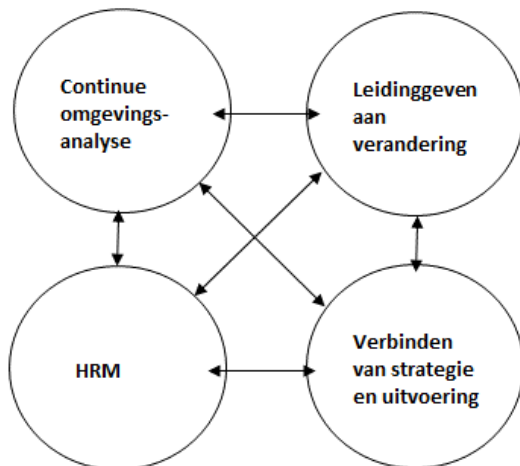 Continue
omgevings-
analyse
Leidinggeven
aan
verandering
HRM
Verbinden
van strategie
en uitvoering